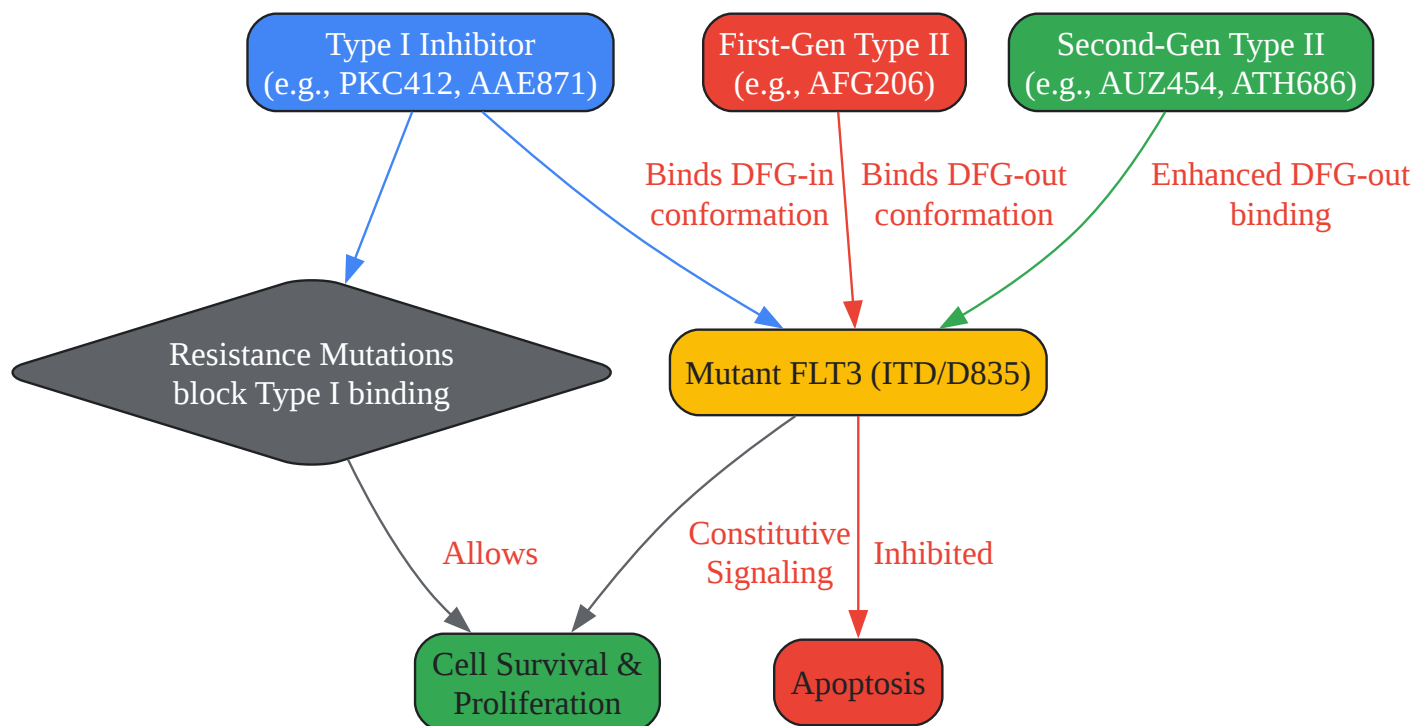 Type I Inhibitor
(e.g., PKC412, AAE871)
First-Gen Type II
(e.g., AFG206)
Second-Gen Type II
(e.g., AUZ454, ATH686)
Binds DFG-in
conformation
Binds DFG-out
conformation
Enhanced DFG-out
binding
Resistance Mutations
block Type I binding
Mutant FLT3 (ITD/D835)
Allows
Constitutive
Signaling
Inhibited
Cell Survival &
Proliferation
Apoptosis